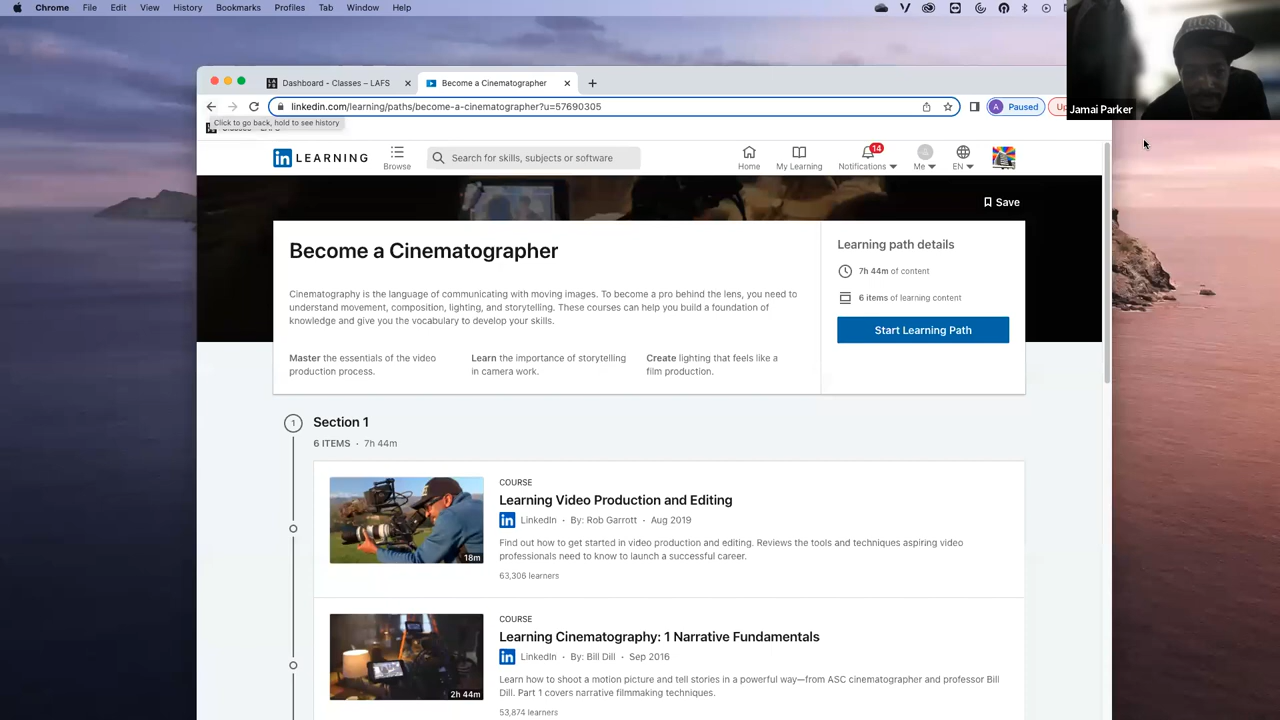 Chrome File Edit View History Bookmarks Profiles Tab Window Help
Dashboard - Classes – LAFS
Become a Cinematographer
linkedin.com/learning/paths/become-a-cinematographer?u=57690305
A Paused
Click to go back, hold to see history
Jamai Parker
in LEARNING
Browse
Search for skills, subjects or software
Home
My Learning
14
Notifications
Me
EN
Save
Become a Cinematographer
Cinematography is the language of communicating with moving images. To become a pro behind the lens, you need to
understand movement, composition, lighting, and storytelling. These courses can help you build a foundation of
knowledge and give you the vocabulary to develop your skills.
Master the essentials of the video
production process.
Learn the importance of storytelling
in camera work.
Create lighting that feels like a
film production.
Learning path details
7h 44m of content
6 items of learning content
Start Learning Path
1
Section 1
6 ITEMS · 7h 44m
18m
COURSE
Learning Video Production and Editing
in LinkedIn · By: Rob Garrott · Aug 2019
Find out how to get started in video production and editing. Reviews the tools and techniques aspiring video
professionals need to know to launch a successful career.
63,306 learners
2h 44m
COURSE
Learning Cinematography: 1 Narrative Fundamentals
in LinkedIn · By: Bill Dill · Sep 2016
Learn how to shoot a motion picture and tell stories in a powerful way—from ASC cinematographer and professor Bill
Dill. Part 1 covers narrative filmmaking techniques.
53,874 learners